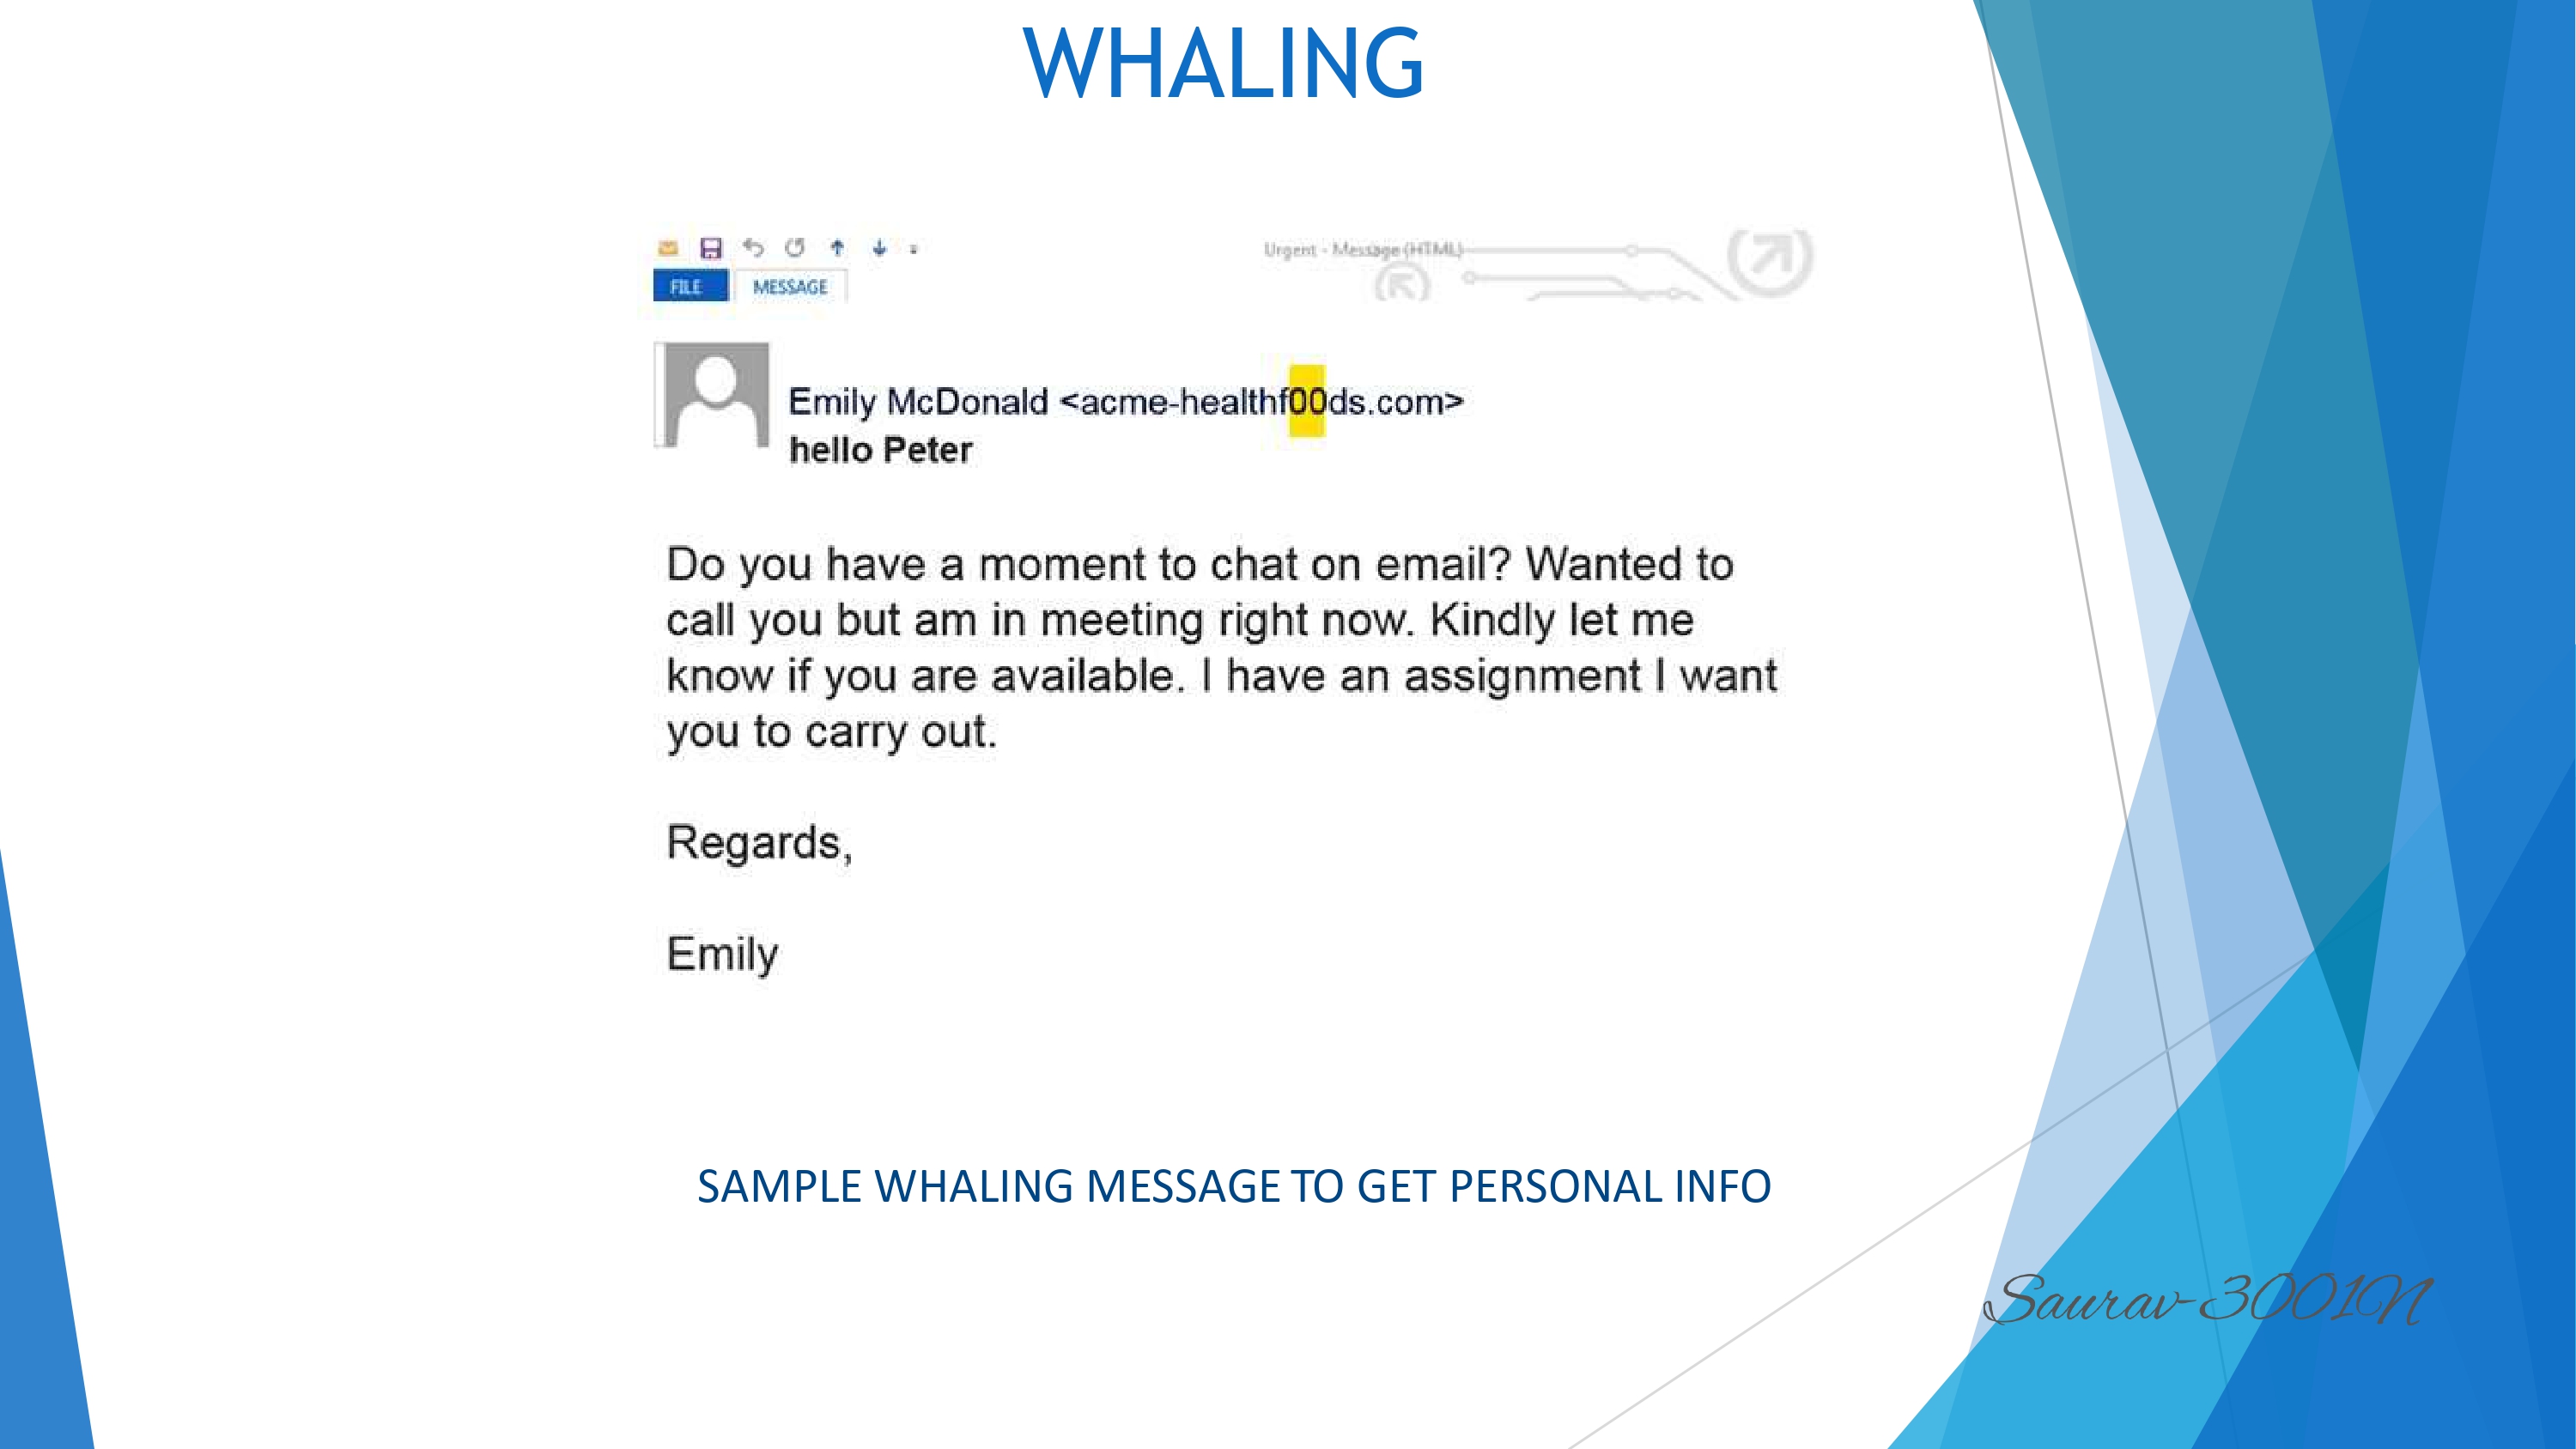 WHALING
Urgent - Message (HTML)
FILE MESSAGE
Emily McDonald <acme-healthf00ds.com>
hello Peter
Do you have a moment to chat on email? Wanted to
call you but am in meeting right now. Kindly let me
know if you are available. I have an assignment I want
you to carry out.
Regards,
Emily
SAMPLE WHALING MESSAGE TO GET PERSONAL INFO
Saurav-3001N